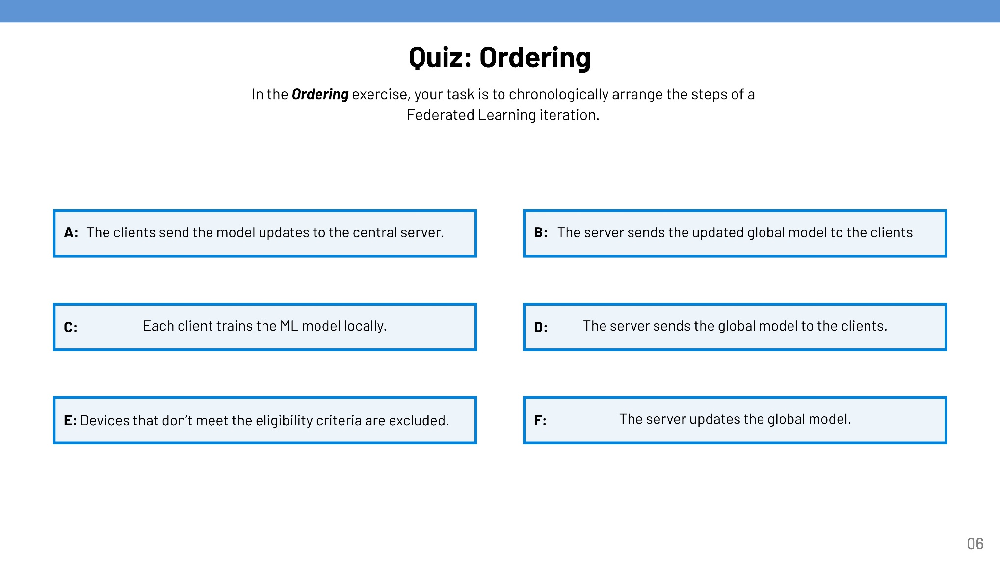 Quiz: Ordering
In the Ordering exercise, your task is to chronologically arrange the steps of a
Federated Learning iteration.
A: The clients send the model updates to the central server.
B: The server sends the updated global model to the clients
C: Each client trains the ML model locally.
D: The server sends the global model to the clients.
E: Devices that don’t meet the eligibility criteria are excluded.
F: The server updates the global model.
06